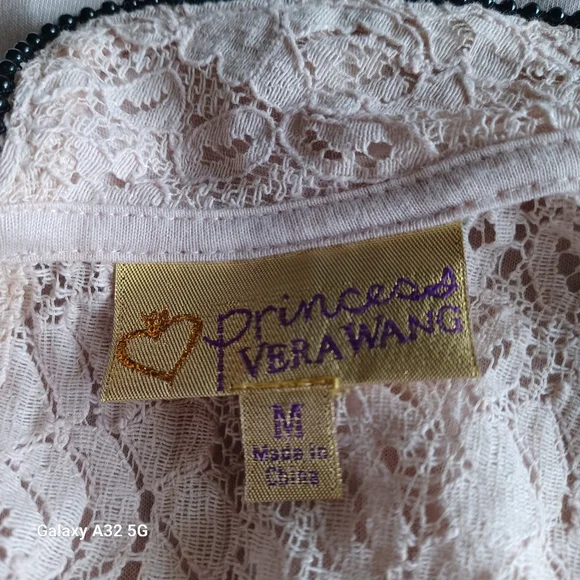 princess
VERA WANG
M
Made in
China
Galaxy A32 5G